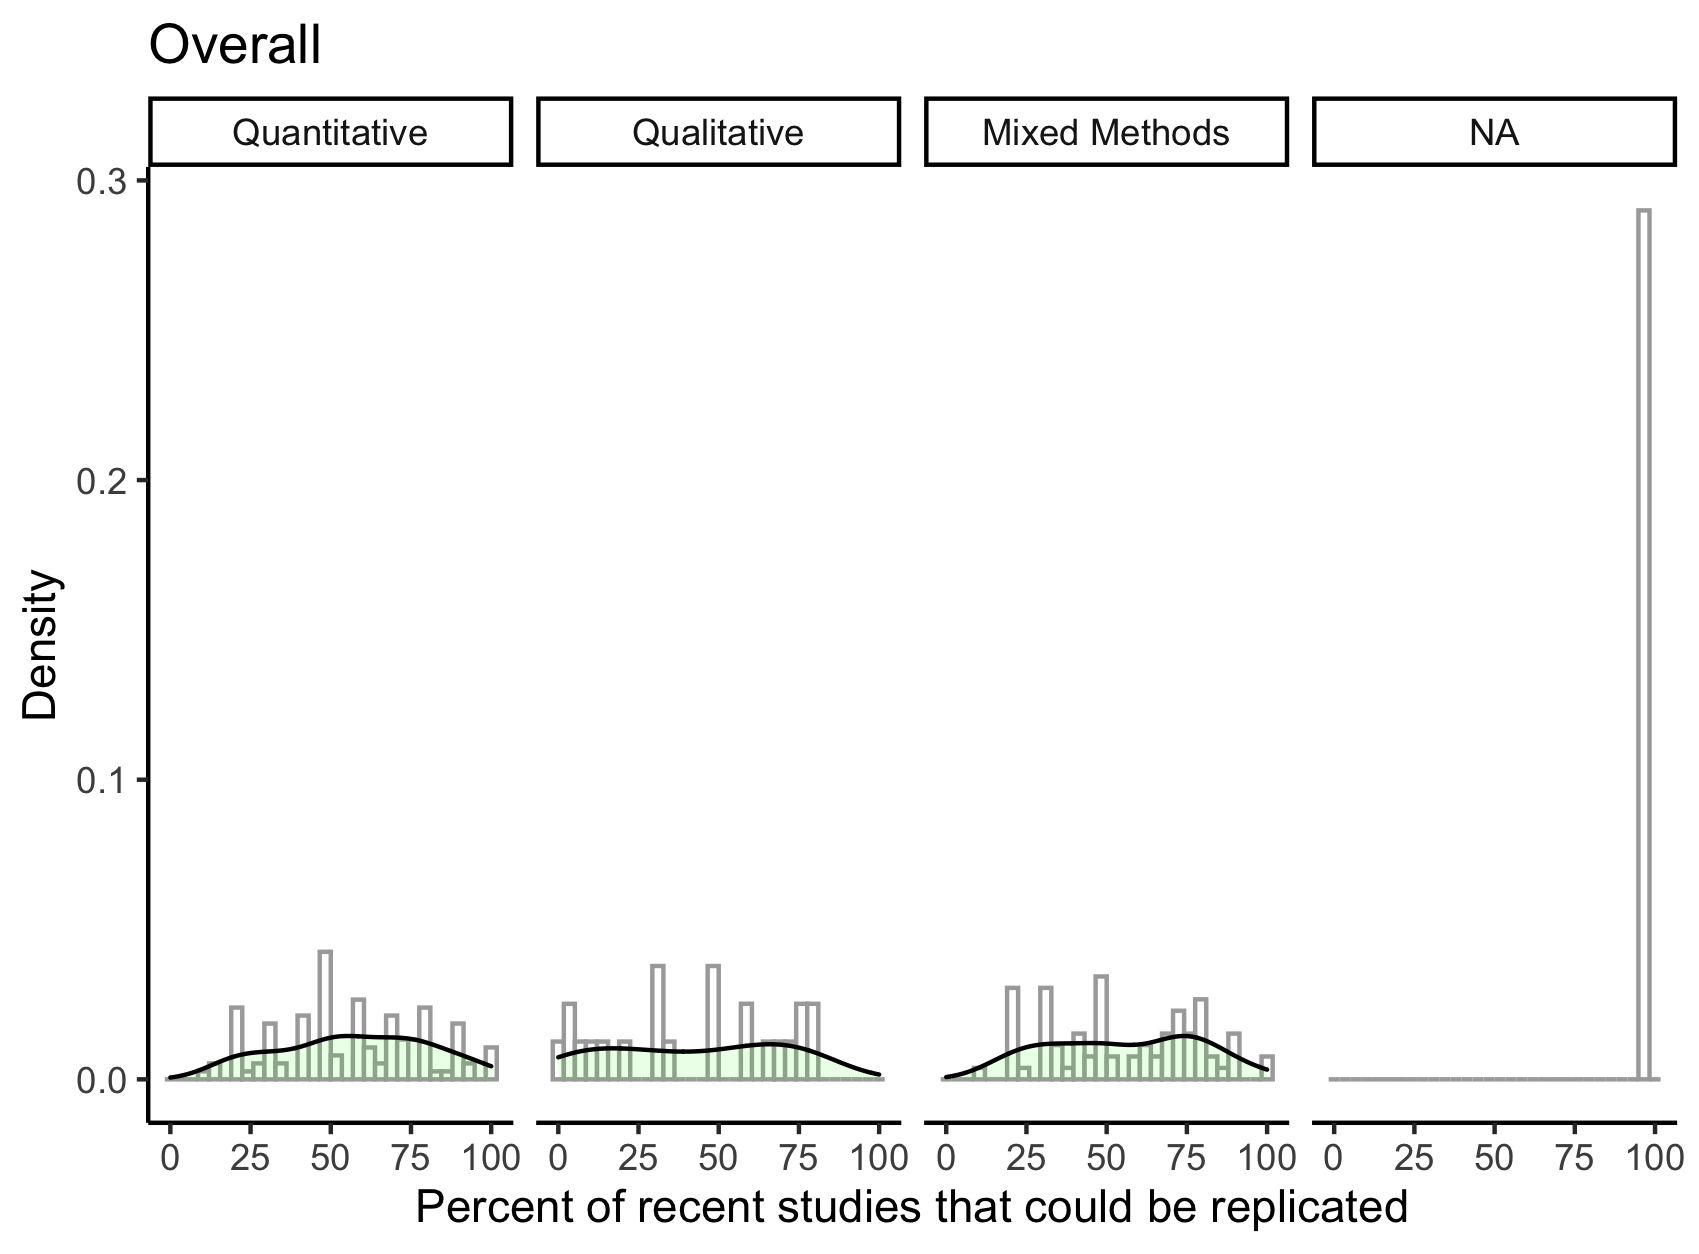 Overall
Quantitative Qualitative Mixed Methods NA
0.3
0.2
0.1
0.0
Density
0 25 50 75 100 0 25 50 75 100 0 25 50 75 100 0 25 50 75 100
Percent of recent studies that could be replicated